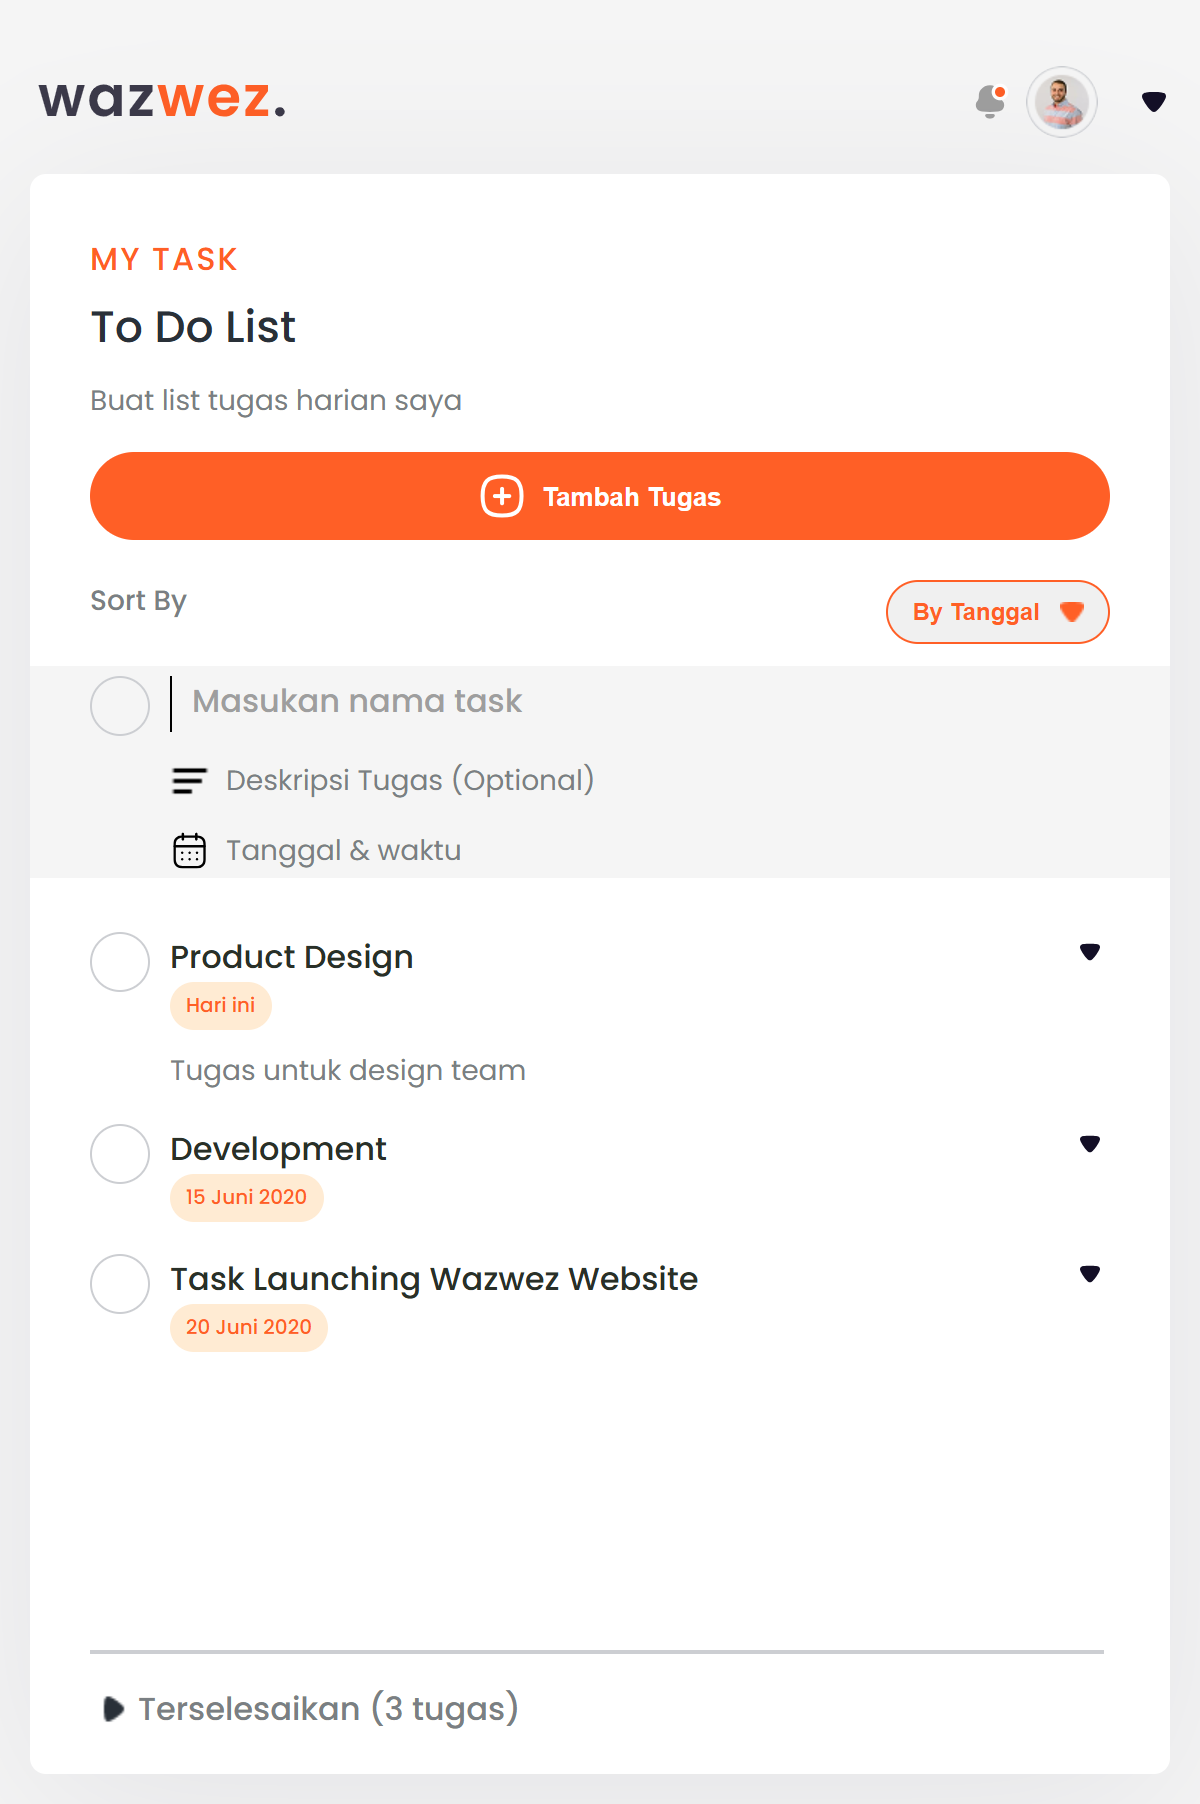 wazwez.
MY TASK
To Do List
Buat list tugas harian saya
Tambah Tugas
Sort By
By Tanggal
Masukan nama task
Deskripsi Tugas (Optional)
Tanggal & waktu
Product Design
Hari ini
Tugas untuk design team
Development
15 Juni 2020
Task Launching Wazwez Website
20 Juni 2020
Terselesaikan (3 tugas)